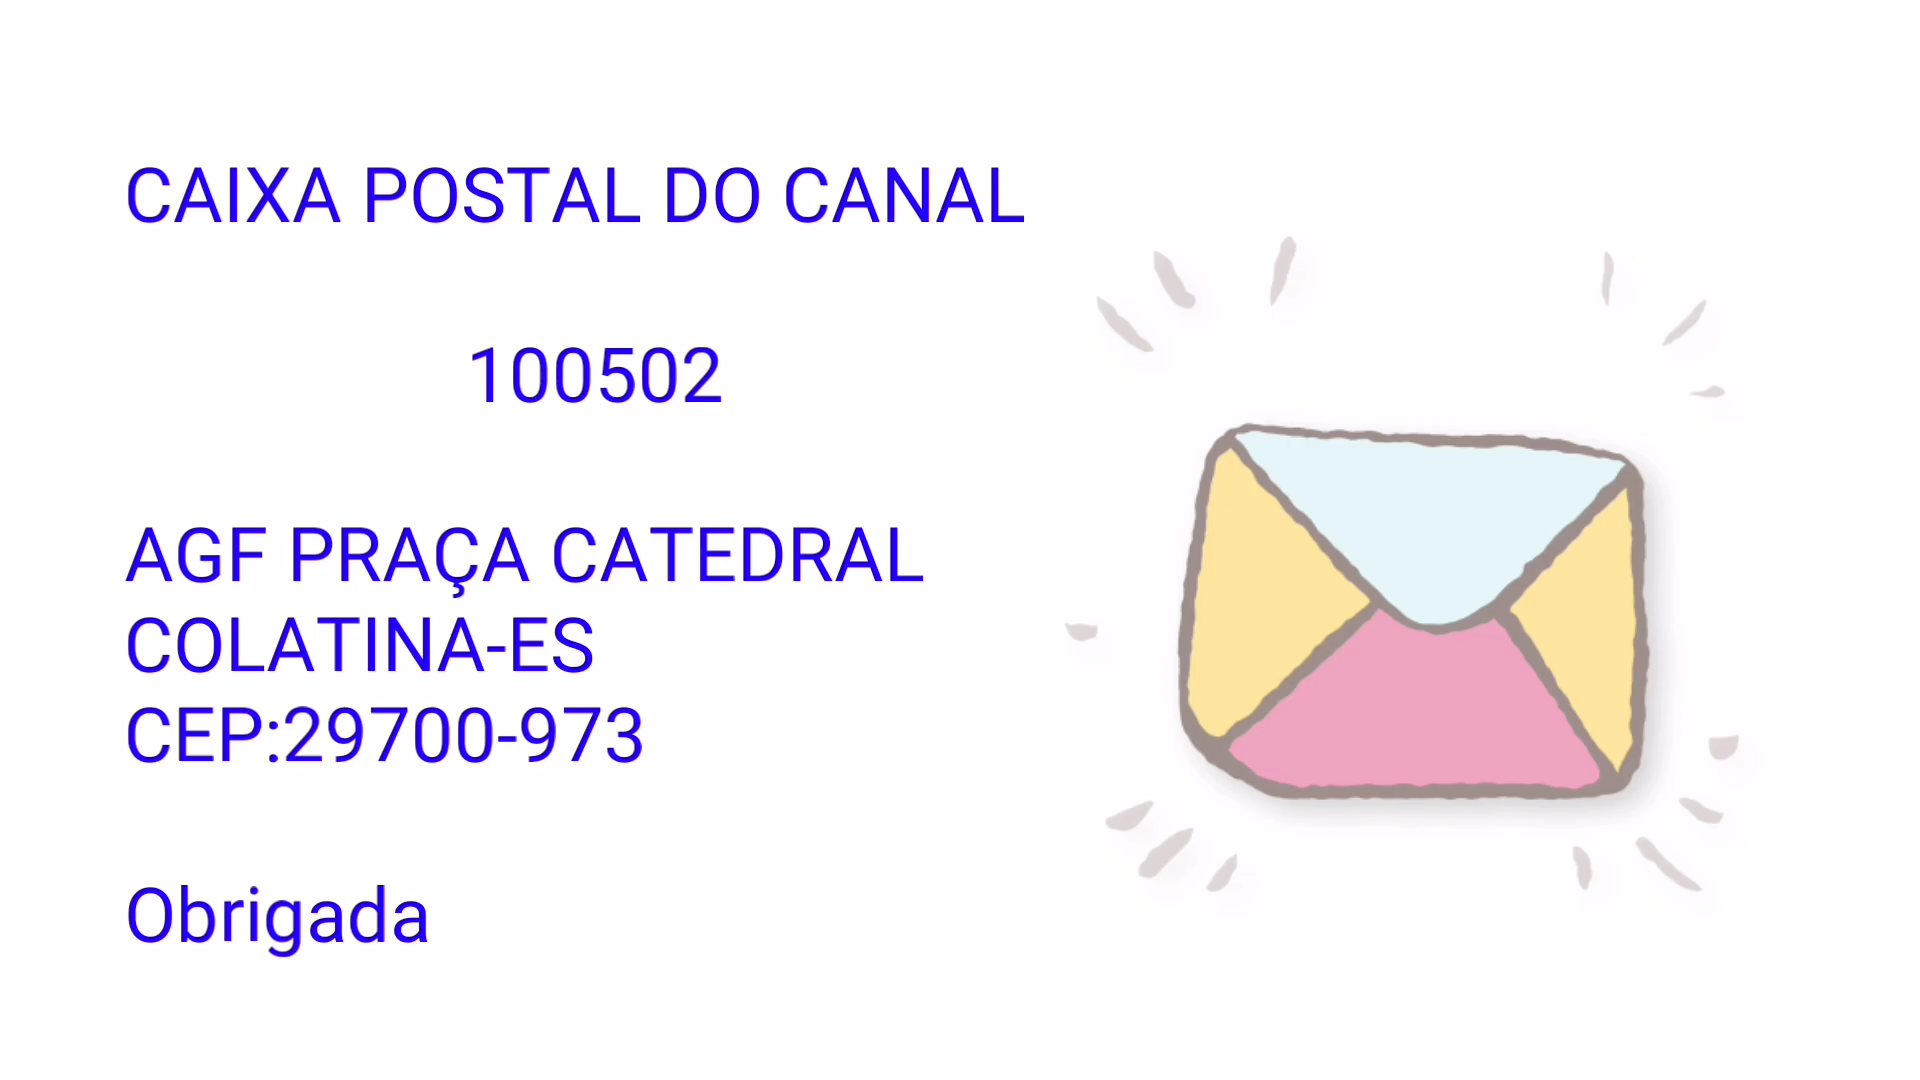 CAIXA POSTAL DO CANAL
100502
AGF PRAÇA CATEDRAL
COLATINA-ES
CEP:29700-973
Obrigada